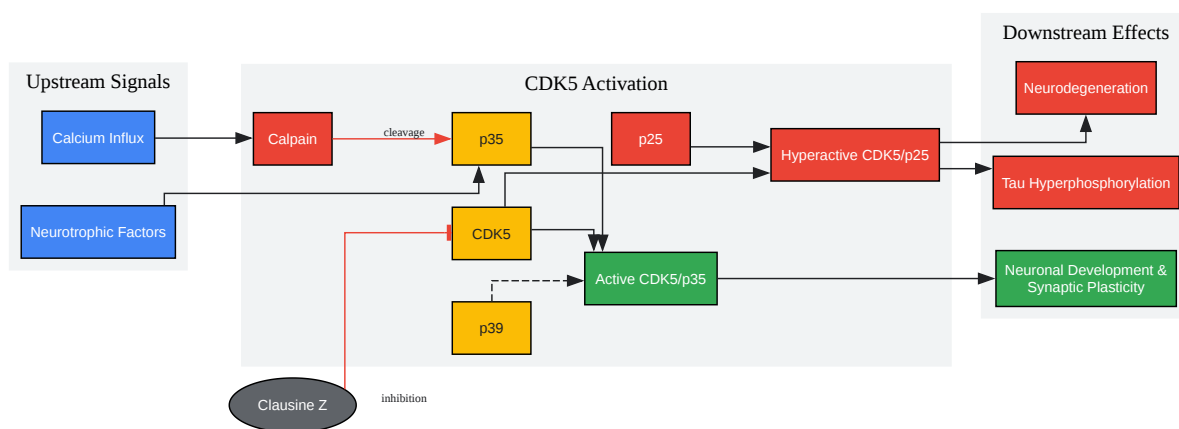 Upstream Signals
Calcium Influx
Neurotrophic Factors
CDK5 Activation
Calpain
cleavage
p35
p25
Hyperactive CDK5/p25
CDK5
Active CDK5/p35
p39
Clausine Z
inhibition
Downstream Effects
Neurodegeneration
Tau Hyperphosphorylation
Neuronal Development &
Synaptic Plasticity